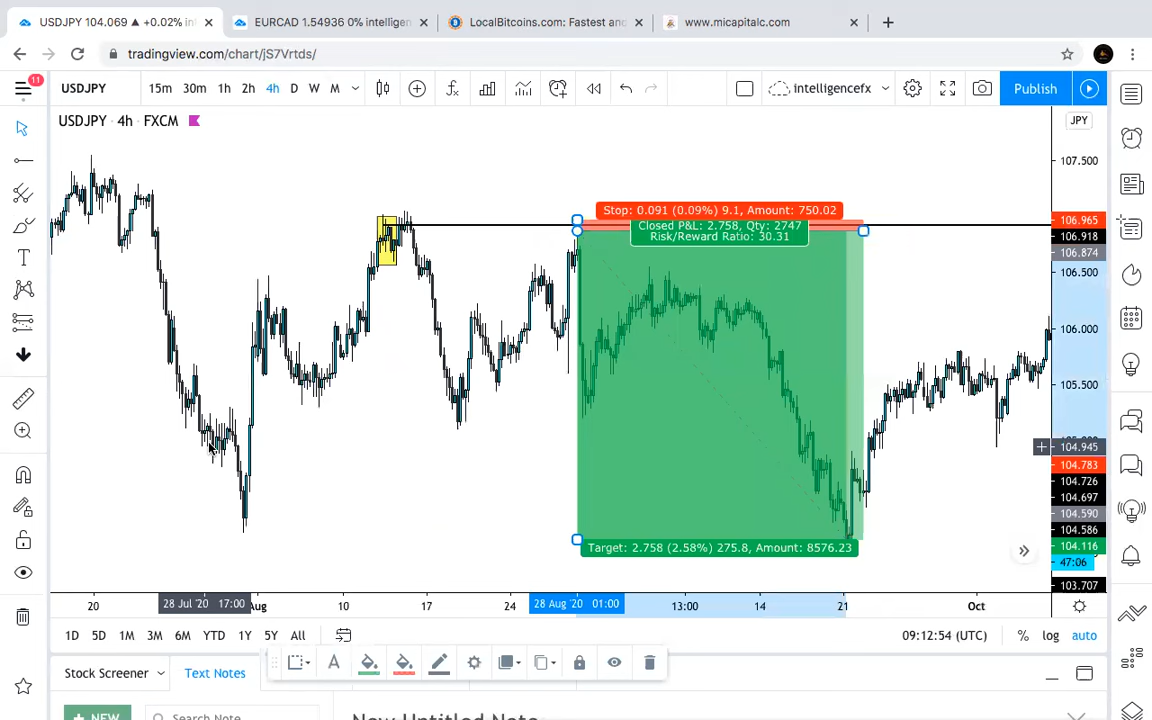 USDJPY 104.069 ▲ +0.02% int
EURCAD 1.54936 0% intelligen
LocalBitcoins.com: Fastest and
www.micapitalc.com
tradingview.com/chart/jS7Vrtds/
11
USDJPY
15m 30m 1h 2h 4h D W M
intelligencefx
Publish
USDJPY · 4h · FXCM
JPY
107.500
Stop: 0.091 (0.09%) 9.1, Amount: 750.02
Closed P&L: 2.758, Qty: 2747
Risk/Reward Ratio: 30.31
106.965
106.918
106.874
106.500
106.000
105.500
104.945
104.783
104.726
104.697
104.590
104.586
104.116
47:06
103.707
Target: 2.758 (2.58%) 275.8, Amount: 8576.23
20
28 Jul '20 17:00
Aug
10
17
24
28 Aug '20 01:00
13:00
14
21
Oct
1D 5D 1M 3M 6M YTD 1Y 5Y All
09:12:54 (UTC)
% log auto
Stock Screener
Text Notes
NEW
Search Note
New Untitled Note